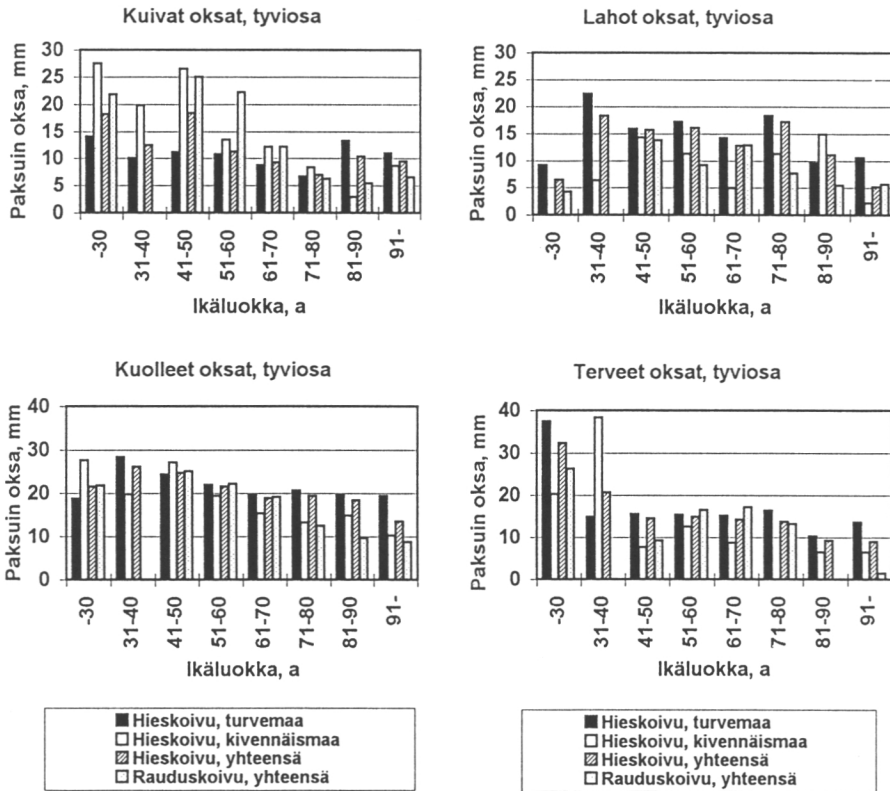 Kuivat oksat, tyviosa
Paksuin oksa, mm
30
25
20
15
10
5
0
-30
31-40
41-50
51-60
61-70
71-80
81-90
91-
Ikäluokka, a
Lahot oksat, tyviosa
Paksuin oksa, mm
30
25
20
15
10
5
0
-30
31-40
41-50
51-60
61-70
71-80
81-90
91-
Ikäluokka, a
Kuolleet oksat, tyviosa
Paksuin oksa, mm
40
30
20
10
0
-30
31-40
41-50
51-60
61-70
71-80
81-90
91-
Ikäluokka, a
Terveet oksat, tyviosa
Paksuin oksa, mm
40
30
20
10
0
-30
31-40
41-50
51-60
61-70
71-80
81-90
91-
Ikäluokka, a
Hieskoivu, turvemaa
Hieskoivu, kivennäismaa
Hieskoivu, yhteensä
Rauduskoivu, yhteensä
Hieskoivu, turvemaa
Hieskoivu, kivennäismaa
Hieskoivu, yhteensä
Rauduskoivu, yhteensä